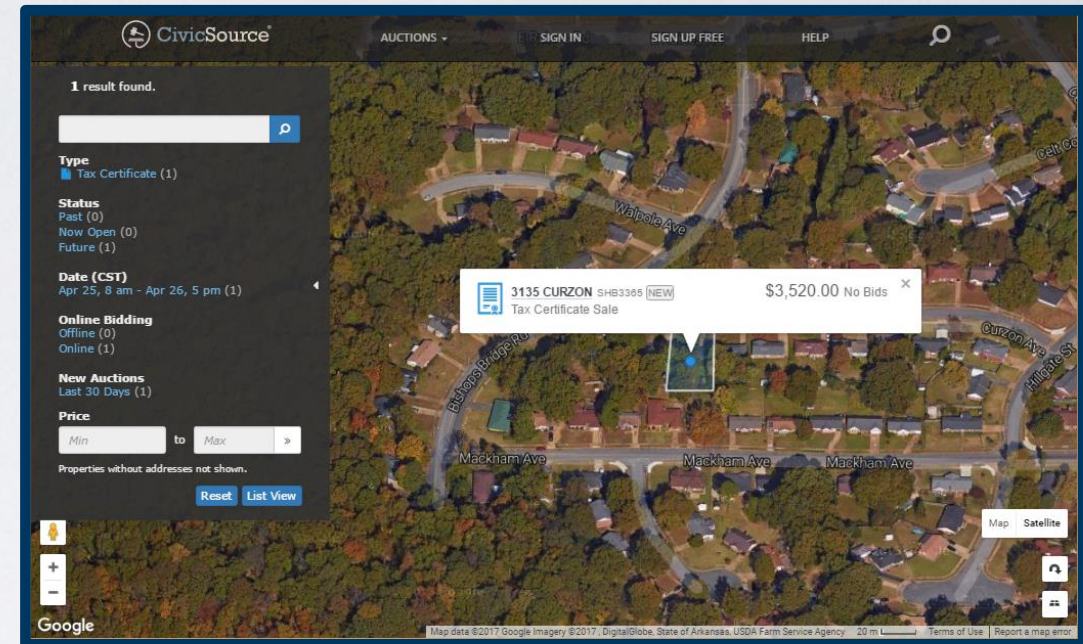 CivicSource®
AUCTIONS SIGN IN SIGN UP FREE HELP
1 result found.
Type
Tax Certificate (1)
Status
Past (0)
Now Open (0)
Future (1)
Date (CST)
Apr 25, 8 am - Apr 26, 5 pm (1)
Online Bidding
Offline (0)
Online (1)
New Auctions
Last 30 Days (1)
Price
Min to Max »
Properties without addresses not shown.
Reset List View
Celt
Walpole Ave
3135 CURZON SHB3365 NEW $3,520.00 No Bids ×
Tax Certificate Sale
Curzon Ave
Hillgate St
Bishops Bridge Rd
Mackham Ave Mackham Ave Mackham Ave
Map Satellite
+
−
Google
Map data ©2017 Google Imagery ©2017 , DigitalGlobe, State of Arkansas, USDA Farm Service Agency 20 m Terms of Use Report a map error